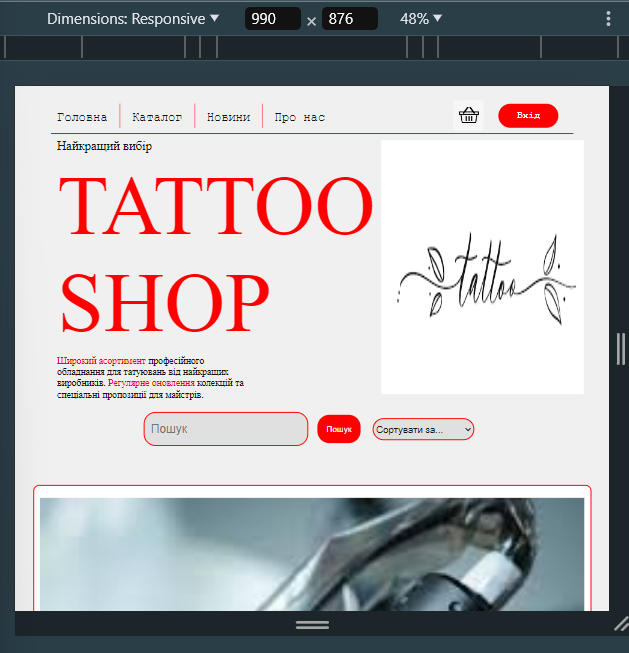 Dimensions: Responsive ▼ 990 × 876 48% ▼
Головна Каталог Новини Про нас Вхід
Найкращий вибір
TATTOO
SHOP
tattoo
Широкий асортимент професійного
обладнання для татуювань від найкращих
виробників. Регулярне оновлення колекцій та
спеціальні пропозиції для майстрів.
Пошук Пошук Сортувати за...